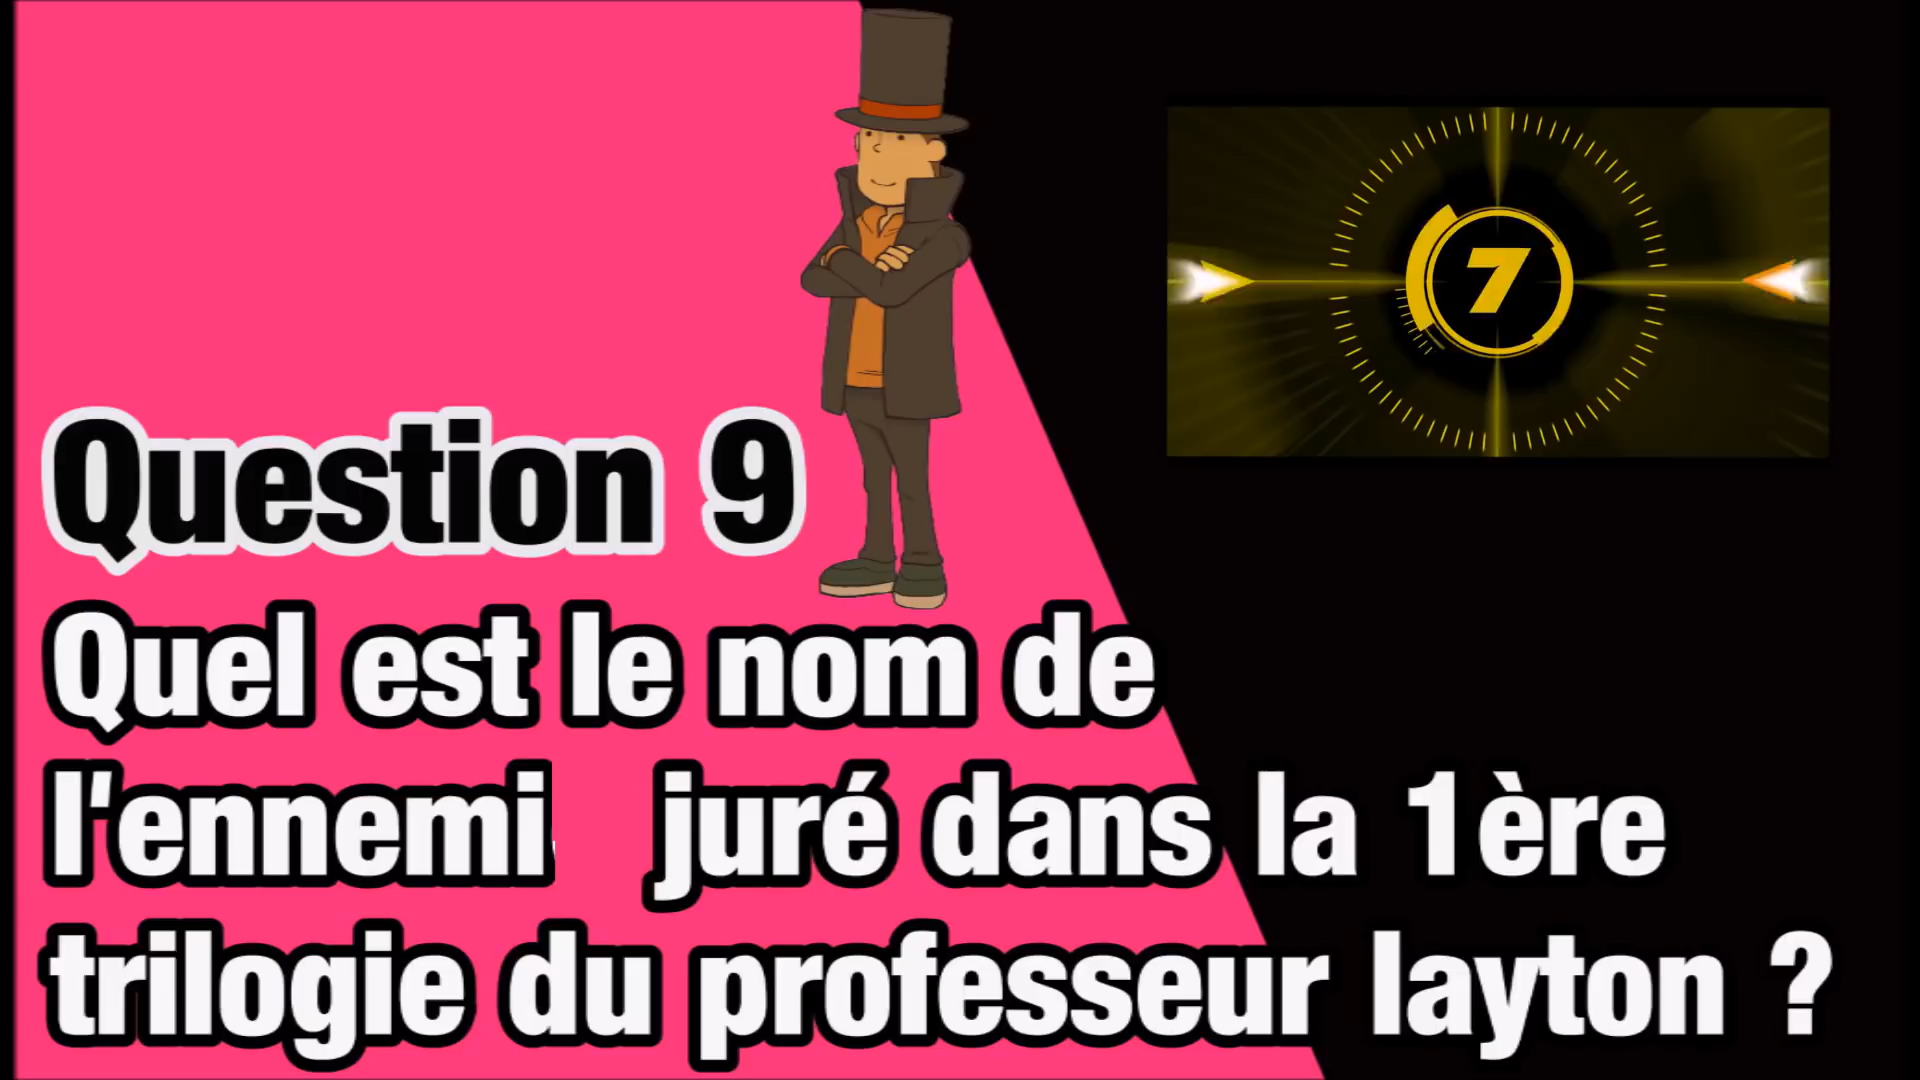 7
Question 9
Quel est le nom de
l'ennemi juré dans la 1ère
trilogie du professeur layton ?